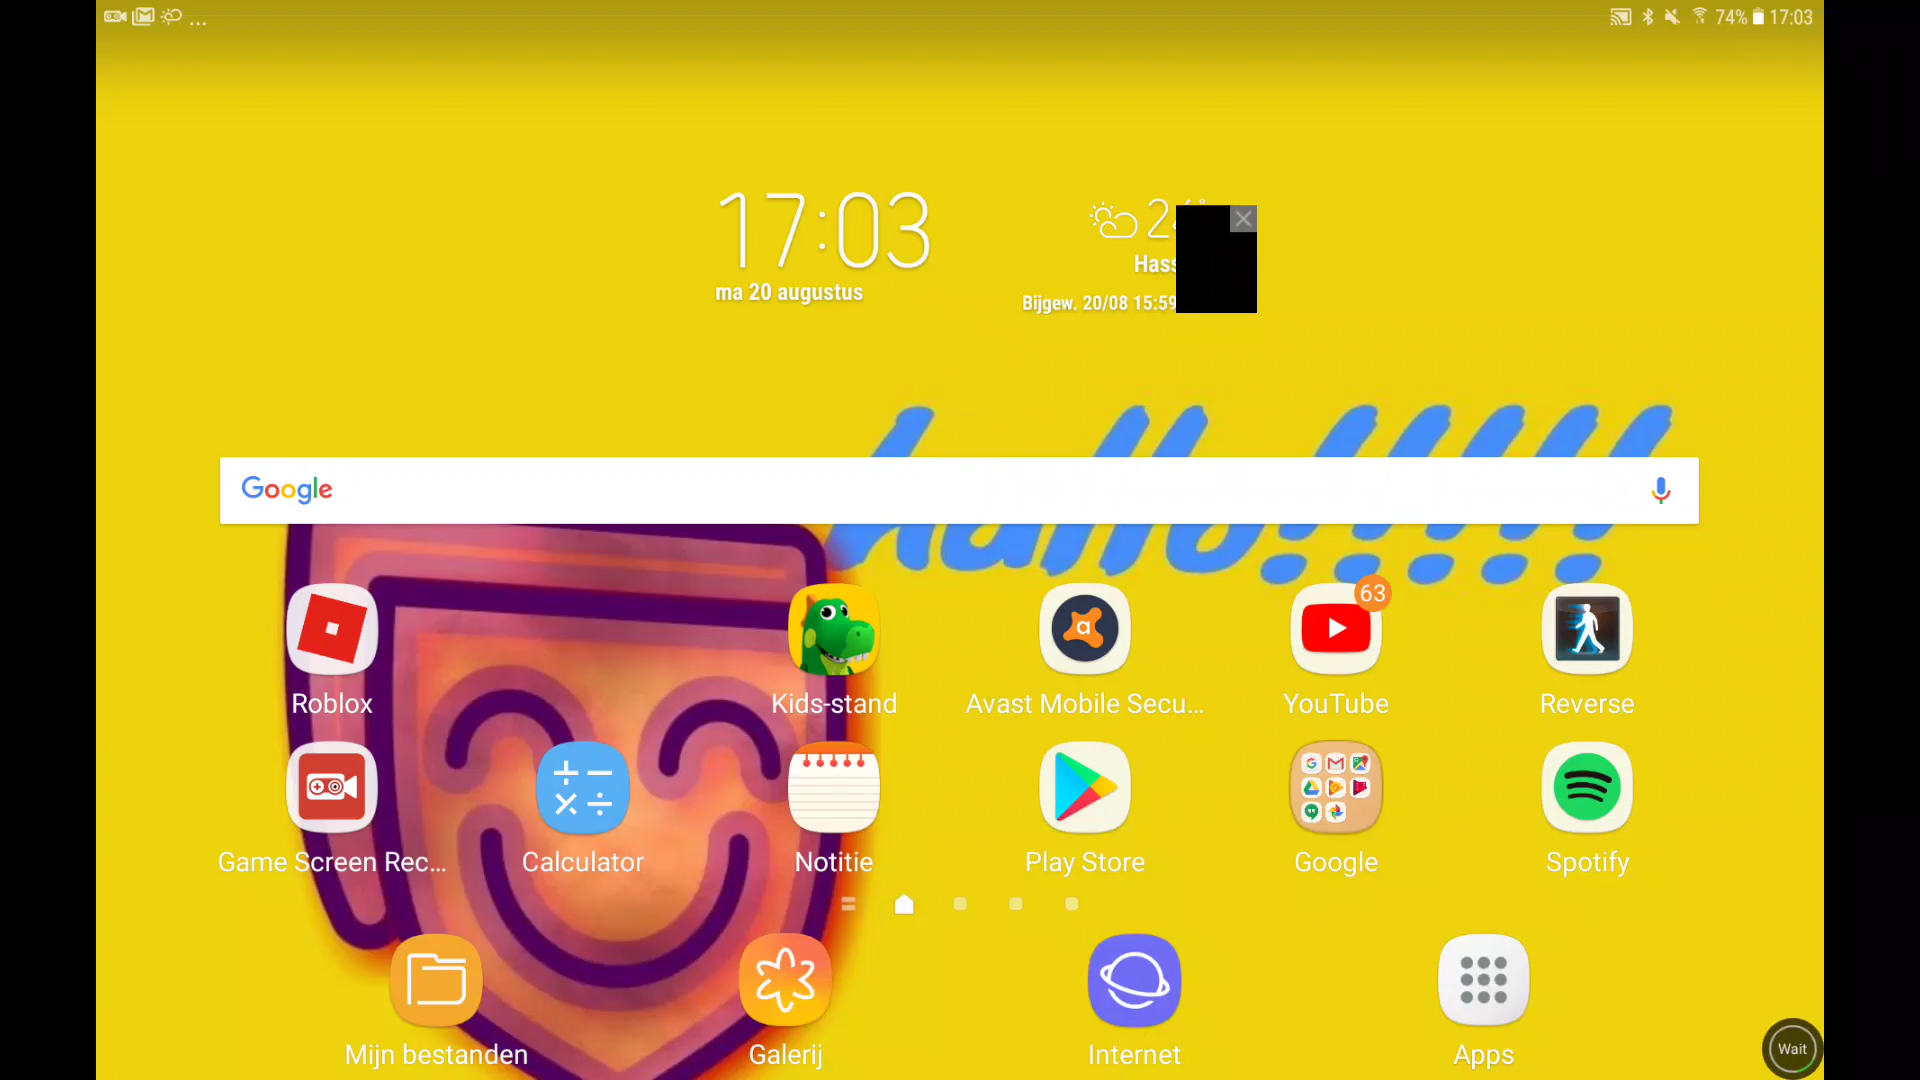 ... 74% 17:03
17:03
ma 20 augustus
Hass
Bijgew. 20/08 15:59
hallo!!!!!!
Google
63
Roblox Kids-stand Avast Mobile Secu... YouTube Reverse
Game Screen Rec... Calculator Notitie Play Store Google Spotify
Mijn bestanden Galerij Internet Apps
Wait